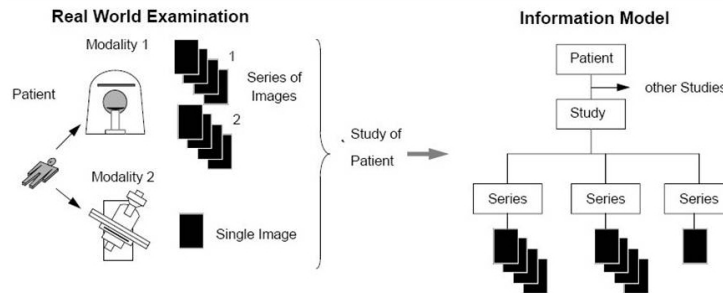 Real World Examination
Information Model
Modality 1
1
Patient
Series of
Images
2
Modality 2
Single Image
Study of
Patient
Patient
other Studies
Study
Series
Series
Series